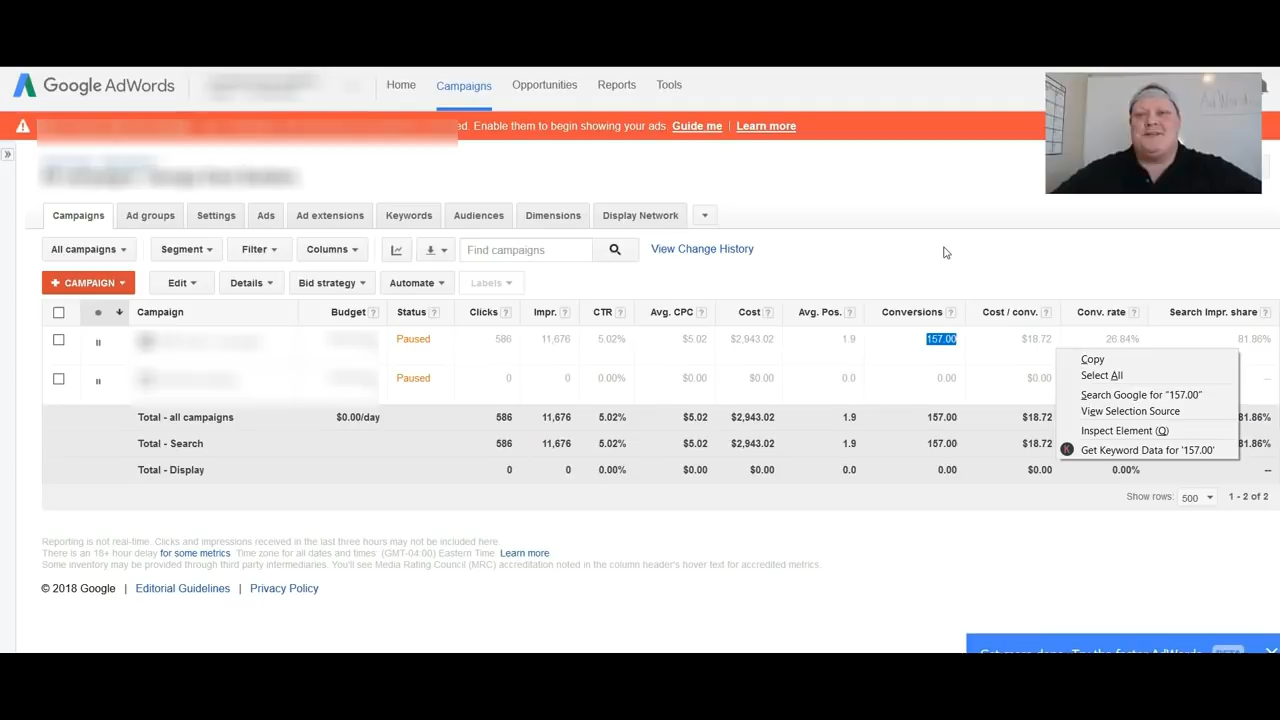 Google AdWords
Home Campaigns Opportunities Reports Tools
AdWords
d. Enable them to begin showing your ads. Guide me Learn more
Campaigns Ad groups Settings Ads Ad extensions Keywords Audiences Dimensions Display Network
All campaigns Segment Filter Columns Find campaigns View Change History
+ CAMPAIGN Edit Details Bid strategy Automate Labels
Campaign Budget ? Status ? Clicks ? Impr. ? CTR ? Avg. CPC ? Cost ? Avg. Pos. ? Conversions ? Cost / conv. ? Conv. rate ? Search Impr. share ?
Paused 586 11,676 5.02% $5.02 $2,943.02 1.9 157.00 $18.72 26.84% 81.86%
Paused 0 0 0.00% $0.00 $0.00 0.0 0.00 $0.00 --
Total - all campaigns $0.00/day 586 11,676 5.02% $5.02 $2,943.02 1.9 157.00 $18.72 81.86%
Total - Search 586 11,676 5.02% $5.02 $2,943.02 1.9 157.00 $18.72 81.86%
Total - Display 0 0 0.00% $0.00 $0.00 0.0 0.00 $0.00 0.00% --
Copy
Select All
Search Google for "157.00"
View Selection Source
Inspect Element (Q)
Get Keyword Data for '157.00'
Show rows: 500 1 - 2 of 2
Reporting is not real-time. Clicks and impressions received in the last three hours may not be included here.
There is an 18+ hour delay for some metrics. Time zone for all dates and times: (GMT-04:00) Eastern Time. Learn more
Some inventory may be provided through third party intermediaries. You'll see Media Rating Council (MRC) accreditation noted in the column header's hover text for accredited metrics.
© 2018 Google | Editorial Guidelines | Privacy Policy
Get more done. Try the faster AdWords BETA